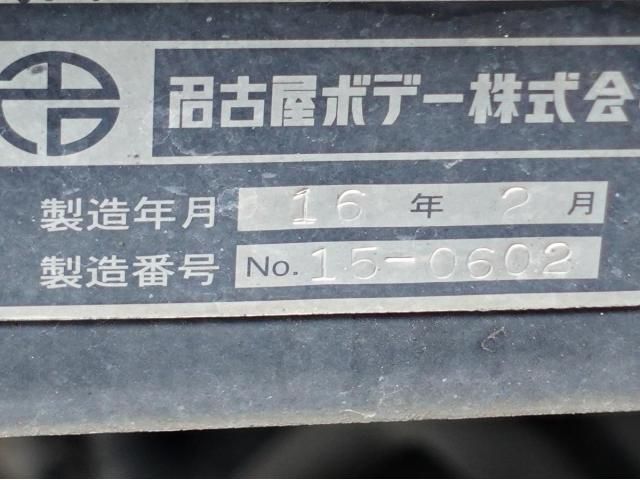 名古屋ボデー株式会
製造年月 16 年 2 月
製造番号 No. 15-0602